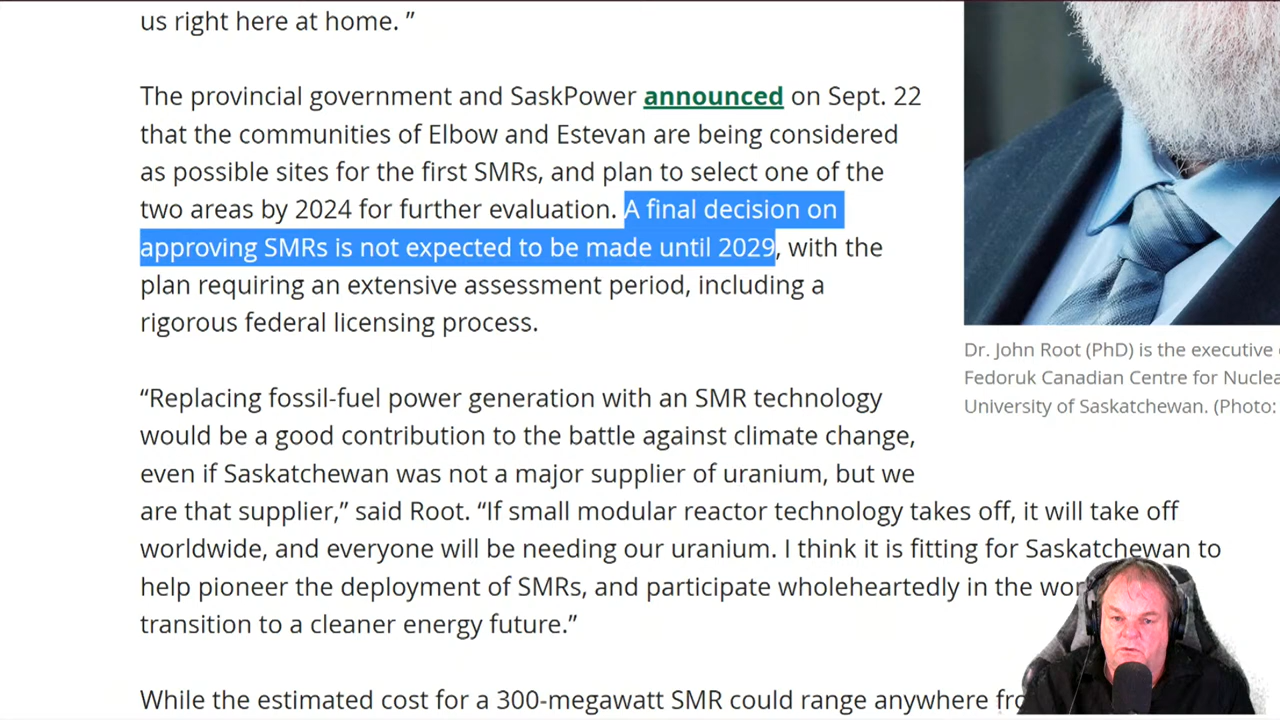 us right here at home. ”
The provincial government and SaskPower announced on Sept. 22
that the communities of Elbow and Estevan are being considered
as possible sites for the first SMRs, and plan to select one of the
two areas by 2024 for further evaluation. A final decision on
approving SMRs is not expected to be made until 2029, with the
plan requiring an extensive assessment period, including a
rigorous federal licensing process.
“Replacing fossil-fuel power generation with an SMR technology
would be a good contribution to the battle against climate change,
even if Saskatchewan was not a major supplier of uranium, but we
are that supplier,” said Root. “If small modular reactor technology takes off, it will take off
worldwide, and everyone will be needing our uranium. I think it is fitting for Saskatchewan to
help pioneer the deployment of SMRs, and participate wholeheartedly in the
transition to a cleaner energy future.”
While the estimated cost for a 300-megawatt SMR could range anywhere
Dr. John Root (PhD) is the executive
Fedoruk Canadian Centre for
University of Saskatchewan. (Photo: